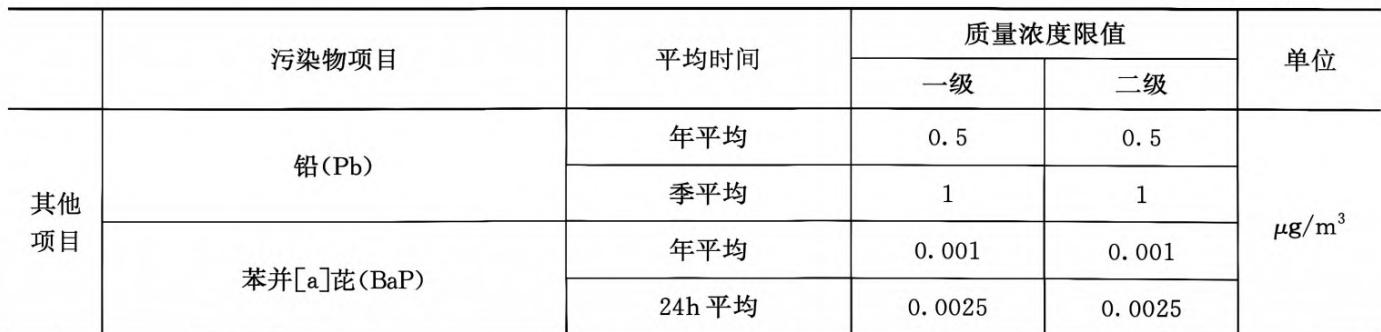 污染物项目 平均时间 质量浓度限值 单位
一级 二级
其他项目 铅(Pb) 年平均 0.5 0.5 μg/m³
季平均 1 1
苯并[a]芘(BaP) 年平均 0.001 0.001
24h平均 0.0025 0.0025